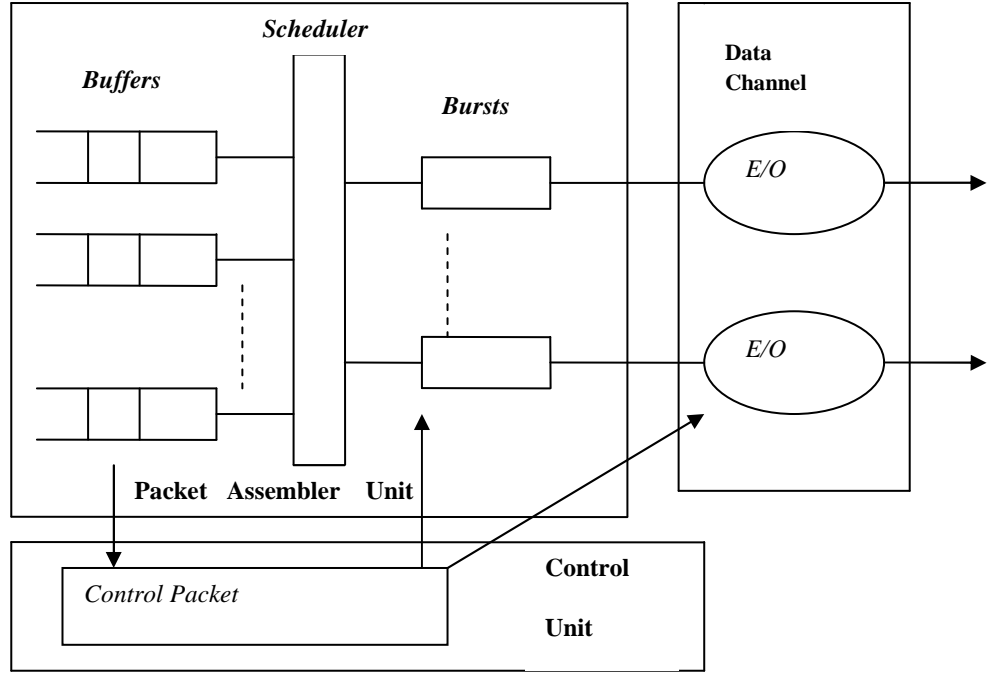 Scheduler
Buffers
Bursts
Data
Channel
E/O
E/O
Packet Assembler Unit
Control Packet
Control
Unit